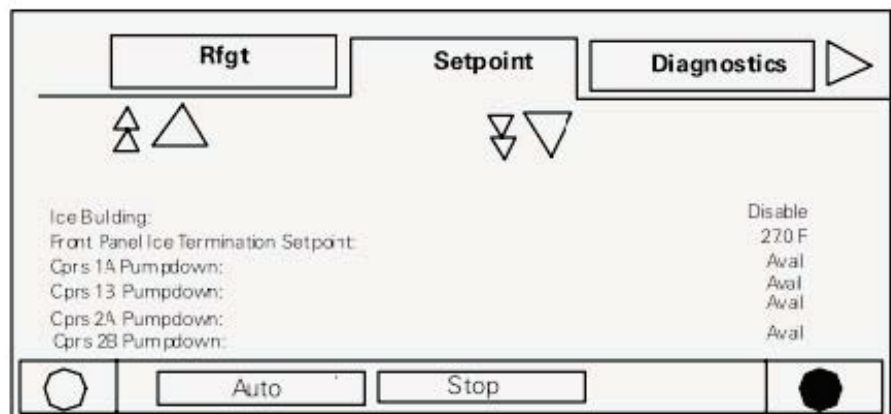 Rfgt Setpoint Diagnostics
Ice Bulding: Disable
Front Panel Ice Termination Setpoint: 27.0 F
Cprs 1A Pumpdown: Aval
Cprs 1B Pumpdown: Aval
Cprs 2A Pumpdown: Aval
Cprs 2B Pumpdown: Aval
Auto Stop